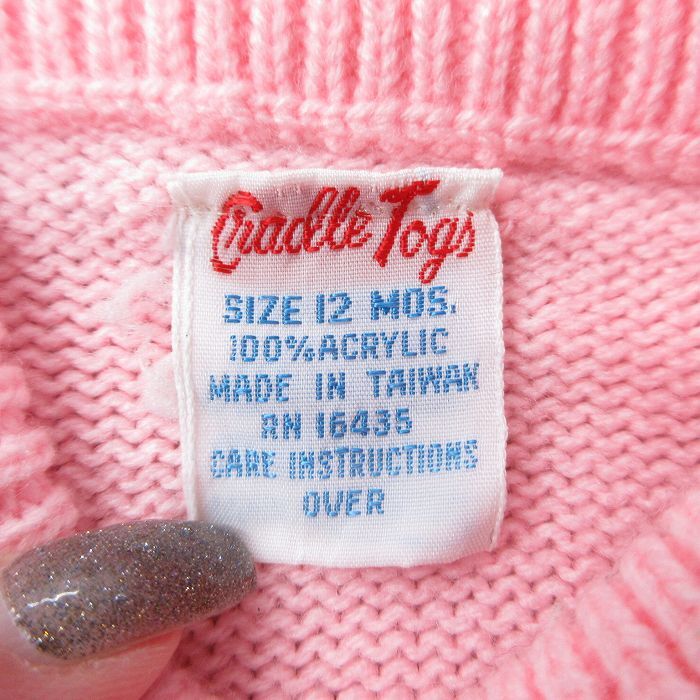 Cradle Togs
SIZE 12 MOS.
100% ACRYLIC
MADE IN TAIWAN
RN 16435
CARE INSTRUCTIONS
OVER